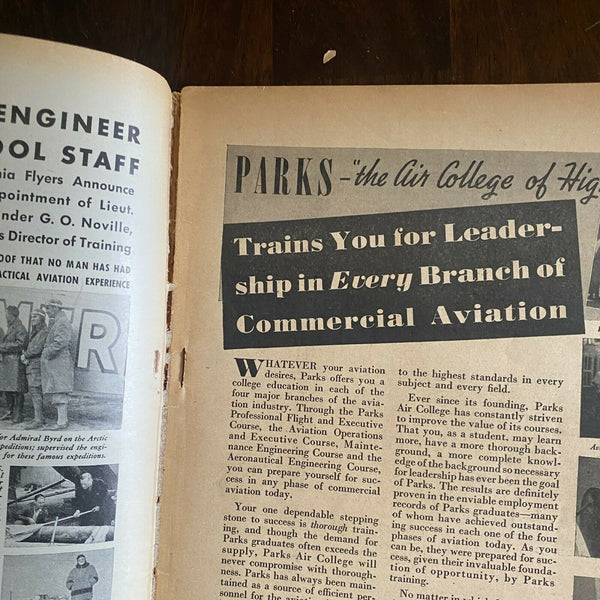 ENGINEER
OOL STAFF
nia Flyers Announce
pointment of Lieut.
nder G. O. Noville,
s Director of Training
OOF THAT NO MAN HAS HAD
ACTICAL AVIATION EXPERIENCE
NER
or Admiral Byrd on the Arctic
peditions; supervised the engi-
for these famous expeditions.
PARKS-"the Air College of Hig
Trains You for Leader-
ship in Every Branch of
Commercial Aviation
WHATEVER your aviation
desires, Parks offers you a
college education in each of the
four major branches of the avia-
tion industry. Through the Parks
Professional Flight and Executive
Course, the Aviation Operations
and Executive Course, Mainte-
nance Engineering Course and the
Aeronautical Engineering Course,
you can prepare yourself for suc-
cess in any phase of commercial
aviation today.
Your one dependable stepping
stone to success is thorough train-
ing, and though the demand for
Parks graduates often exceeds the
supply, Parks Air College will
never compromise with thorough-
ness. Parks has always been main-
tained as a source of efficient per-
sonnel for the aviation
to the highest standards in every
subject and every field.
Ever since its founding, Parks
Air College has constantly striven
to improve the value of its courses.
That you, as a student, may learn
more, have a more thorough back-
ground, a more complete knowl-
edge of the background so necessary
for leadership has ever been the goal
of Parks. The results are definitely
proven in the enviable employment
records of Parks graduates—many
of whom have achieved outstand-
ing success in each one of the four
phases of aviation today. As you
can be, they were prepared for suc-
cess, given their invaluable founda-
tion of opportunity, by Parks
training.
No matter in which